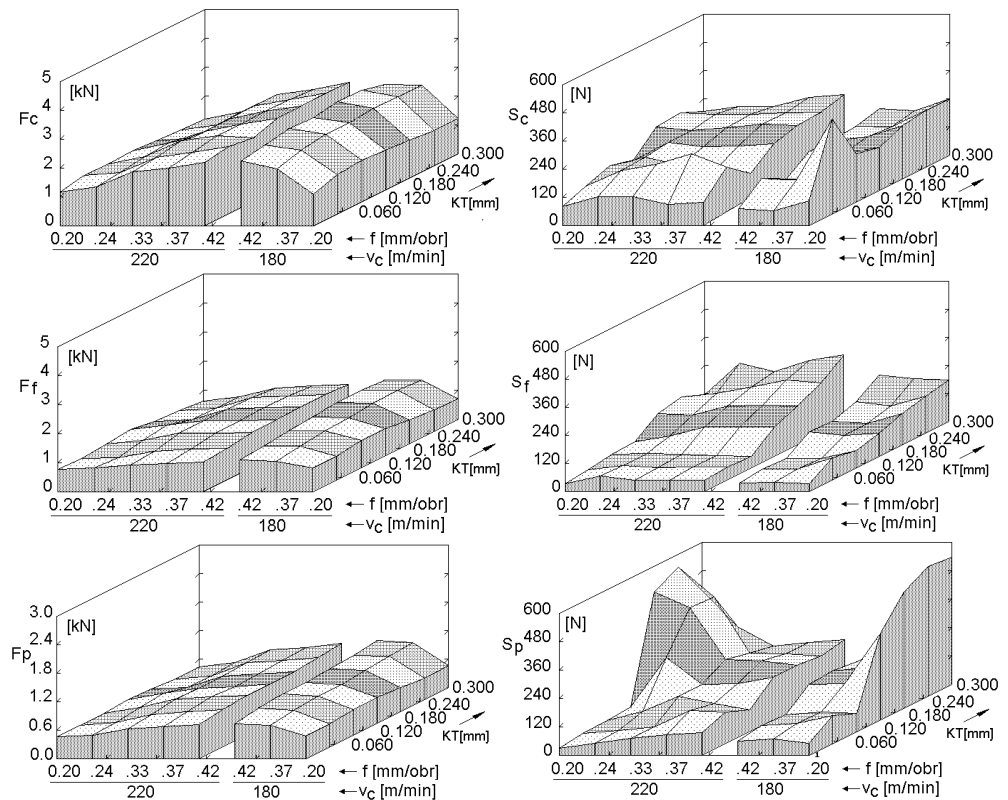 5
[kN]
Fc
4
3
2
1
0
0.20 .24 .33 .37 .42 .42 .37 .20
220
180
← f [mm/obr]
← vc [m/min]
0.060
0.120
0.180
0.240
0.300
KT[mm]
600
[N]
Sc
480
360
240
120
0
0.20 .24 .33 .37 .42 .42 .37 .20
220
180
← f [mm/obr]
← vc [m/min]
0.060
0.120
0.180
0.240
0.300
KT[mm]
5
[kN]
4
Ff
3
2
1
0
0.20 .24 .33 .37 .42 .42 .37 .20
220
180
← f [mm/obr]
← vc [m/min]
0.060
0.120
0.180
0.240
0.300
KT[mm]
600
[N]
Sf
480
360
240
120
0
0.20 .24 .33 .37 .42 .42 .37 .20
220
180
← f [mm/obr]
← vc [m/min]
0.060
0.120
0.180
0.240
0.300
KT[mm]
3.0
[kN]
2.4
Fp
1.8
1.2
0.6
0.0
0.20 .24 .33 .37 .42 .42 .37 .20
220
180
← f [mm/obr]
← vc [m/min]
0.060
0.120
0.180
0.240
0.300
KT[mm]
600
[N]
480
Sp
360
240
120
0
0.20 .24 .33 .37 .42 .42 .37 .20
220
180
← f [mm/obr]
← vc [m/min]
0.060
0.120
0.180
0.240
0.300
KT[mm]